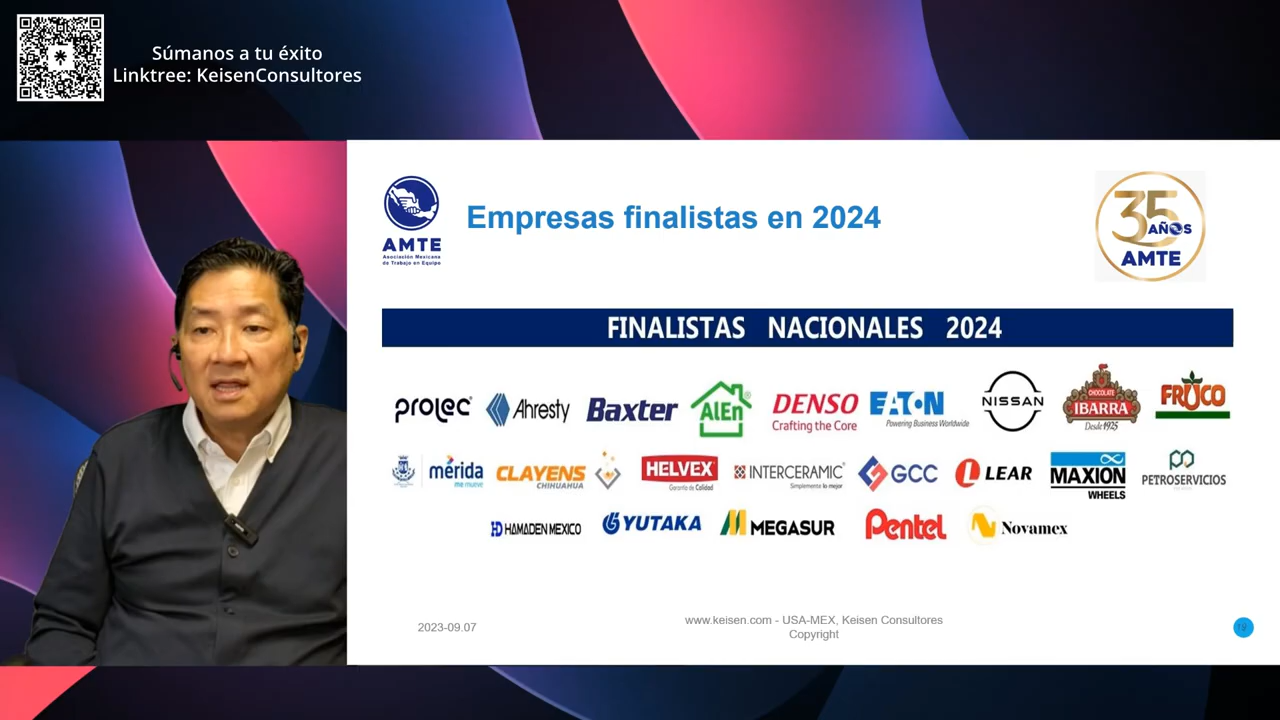 Súmanos a tu éxito
Linktree: KeisenConsultores
AMTE
Asociación Mexicana
de Trabajo en Equipo
Empresas finalistas en 2024
35
AÑOS
AMTE
FINALISTAS NACIONALES 2024
prolec
Ahresty
Baxter
AlEn
DENSO
Crafting the Core
EATON
Powering Business Worldwide
NISSAN
CHOCOLATE
IBARRA
Desde 1925
FRUCO
mérida
me mueve
CLAYENS
CHIHUAHUA
HELVEX
Garantía de Calidad
INTERCERAMIC
Simplemente lo mejor
GCC
LEAR
MAXION
WHEELS
PETROSERVICIOS
HAMADEN MEXICO
YUTAKA
MEGASUR
Pentel
Novamex
2023-09.07
www.keisen.com - USA-MEX, Keisen Consultores
Copyright
19